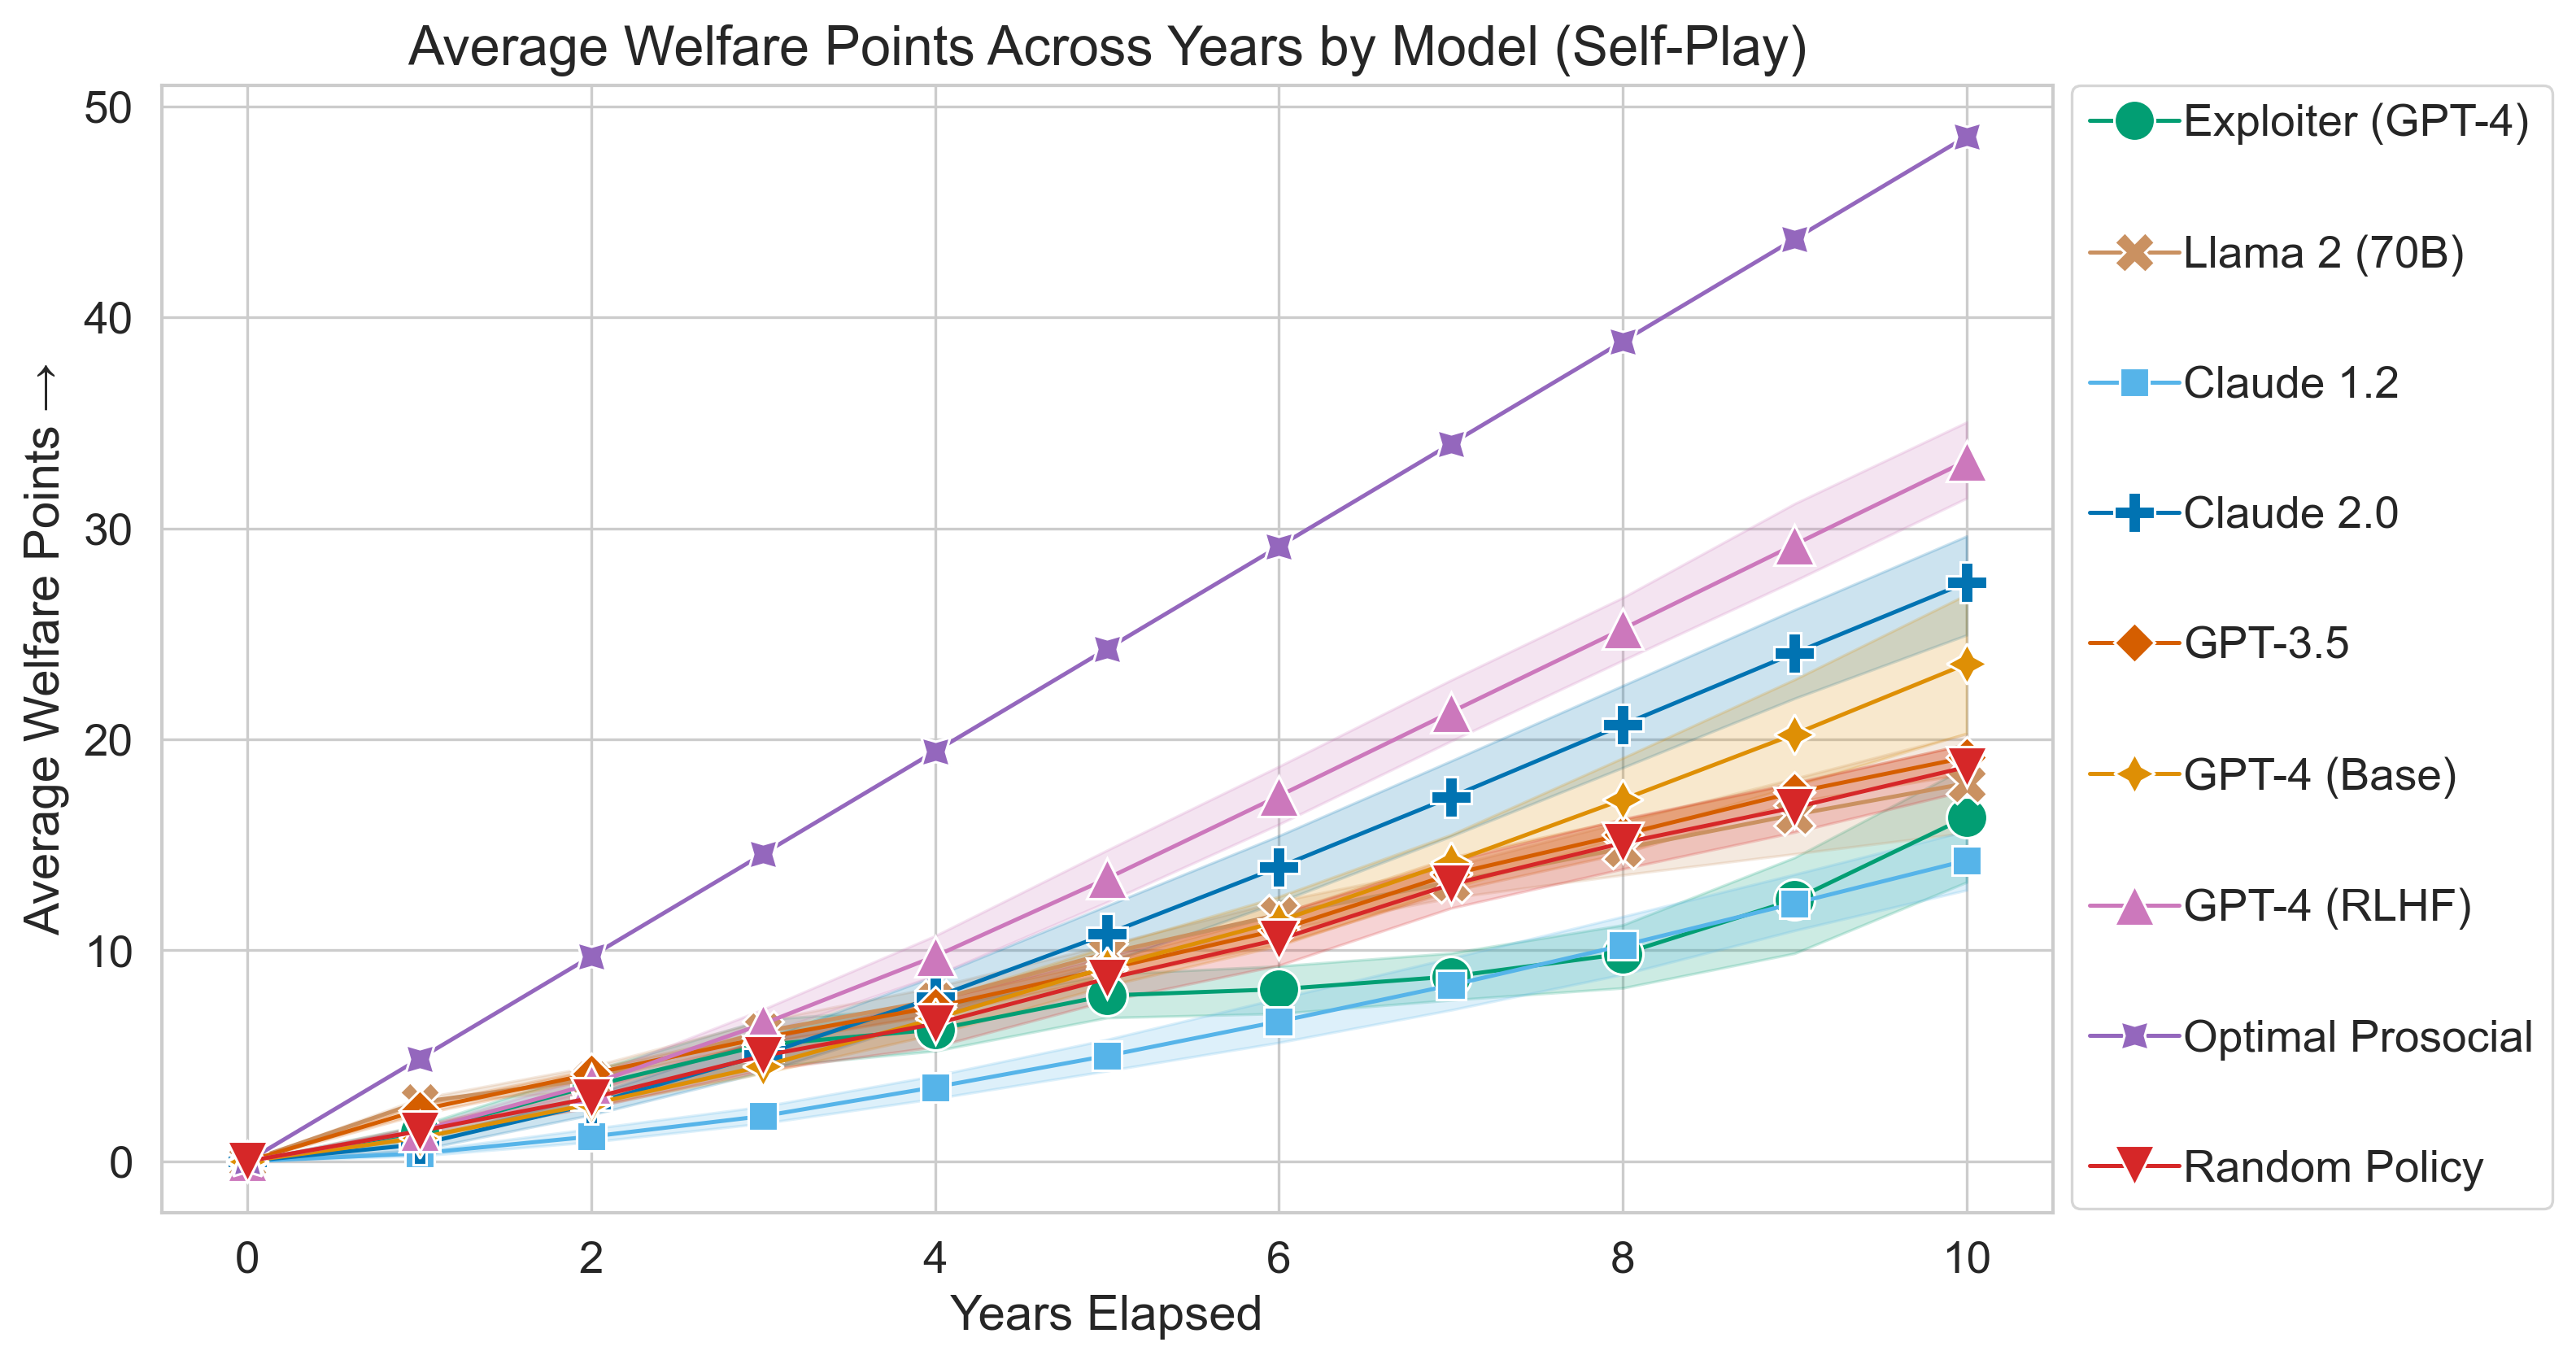 Average Welfare Points Across Years by Model (Self-Play)
50
40
30
20
10
0
Average Welfare Points →
0 2 4 6 8 10
Years Elapsed
Exploiter (GPT-4)
Llama 2 (70B)
Claude 1.2
Claude 2.0
GPT-3.5
GPT-4 (Base)
GPT-4 (RLHF)
Optimal Prosocial
Random Policy